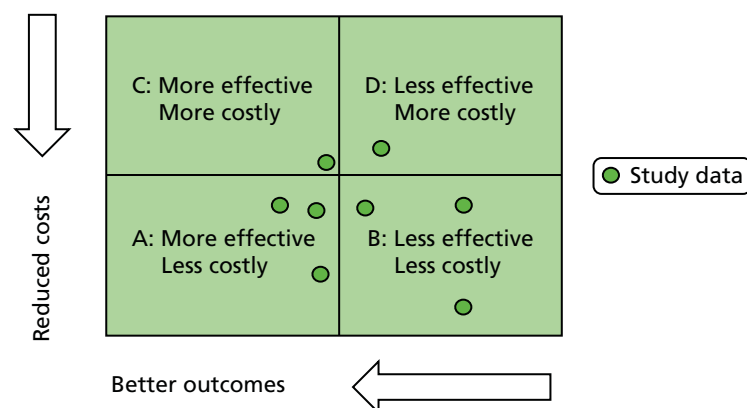 C: More effective
More costly
D: Less effective
More costly
Study data
A: More effective
Less costly
B: Less effective
Less costly
Reduced costs
Better outcomes